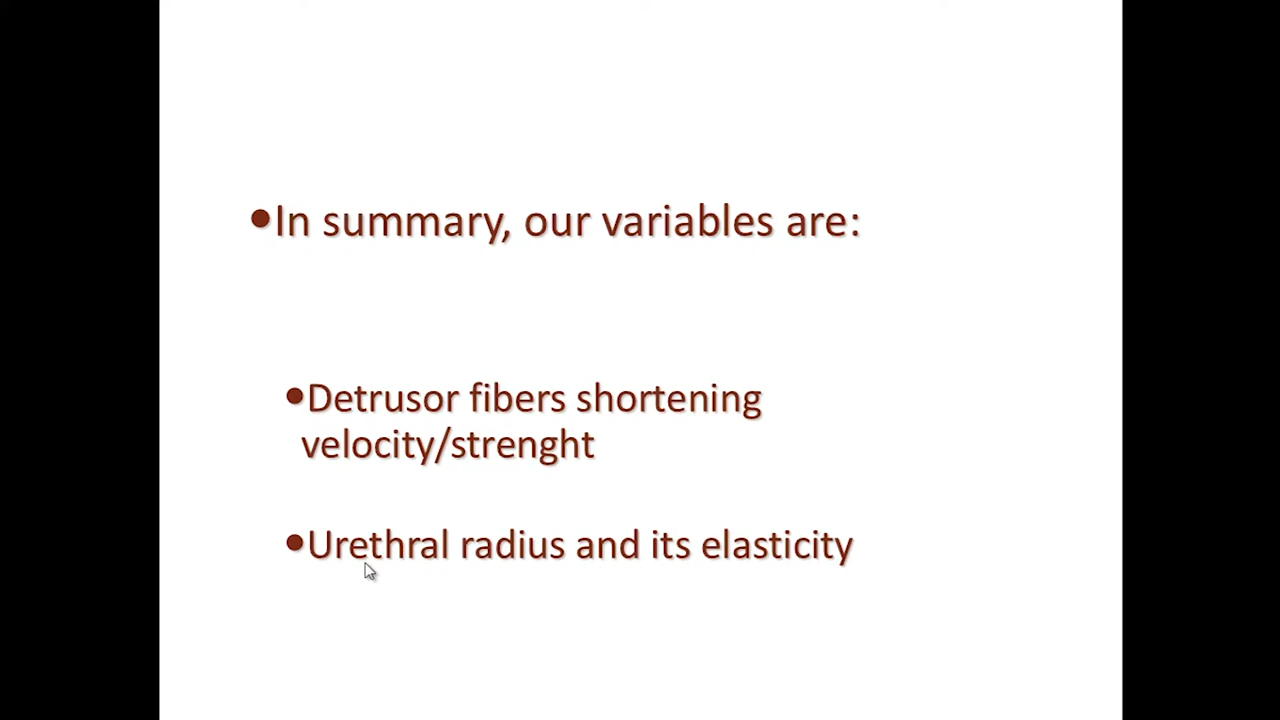 •In summary, our variables are:
•Detrusor fibers shortening
velocity/strenght
•Urethral radius and its elasticity